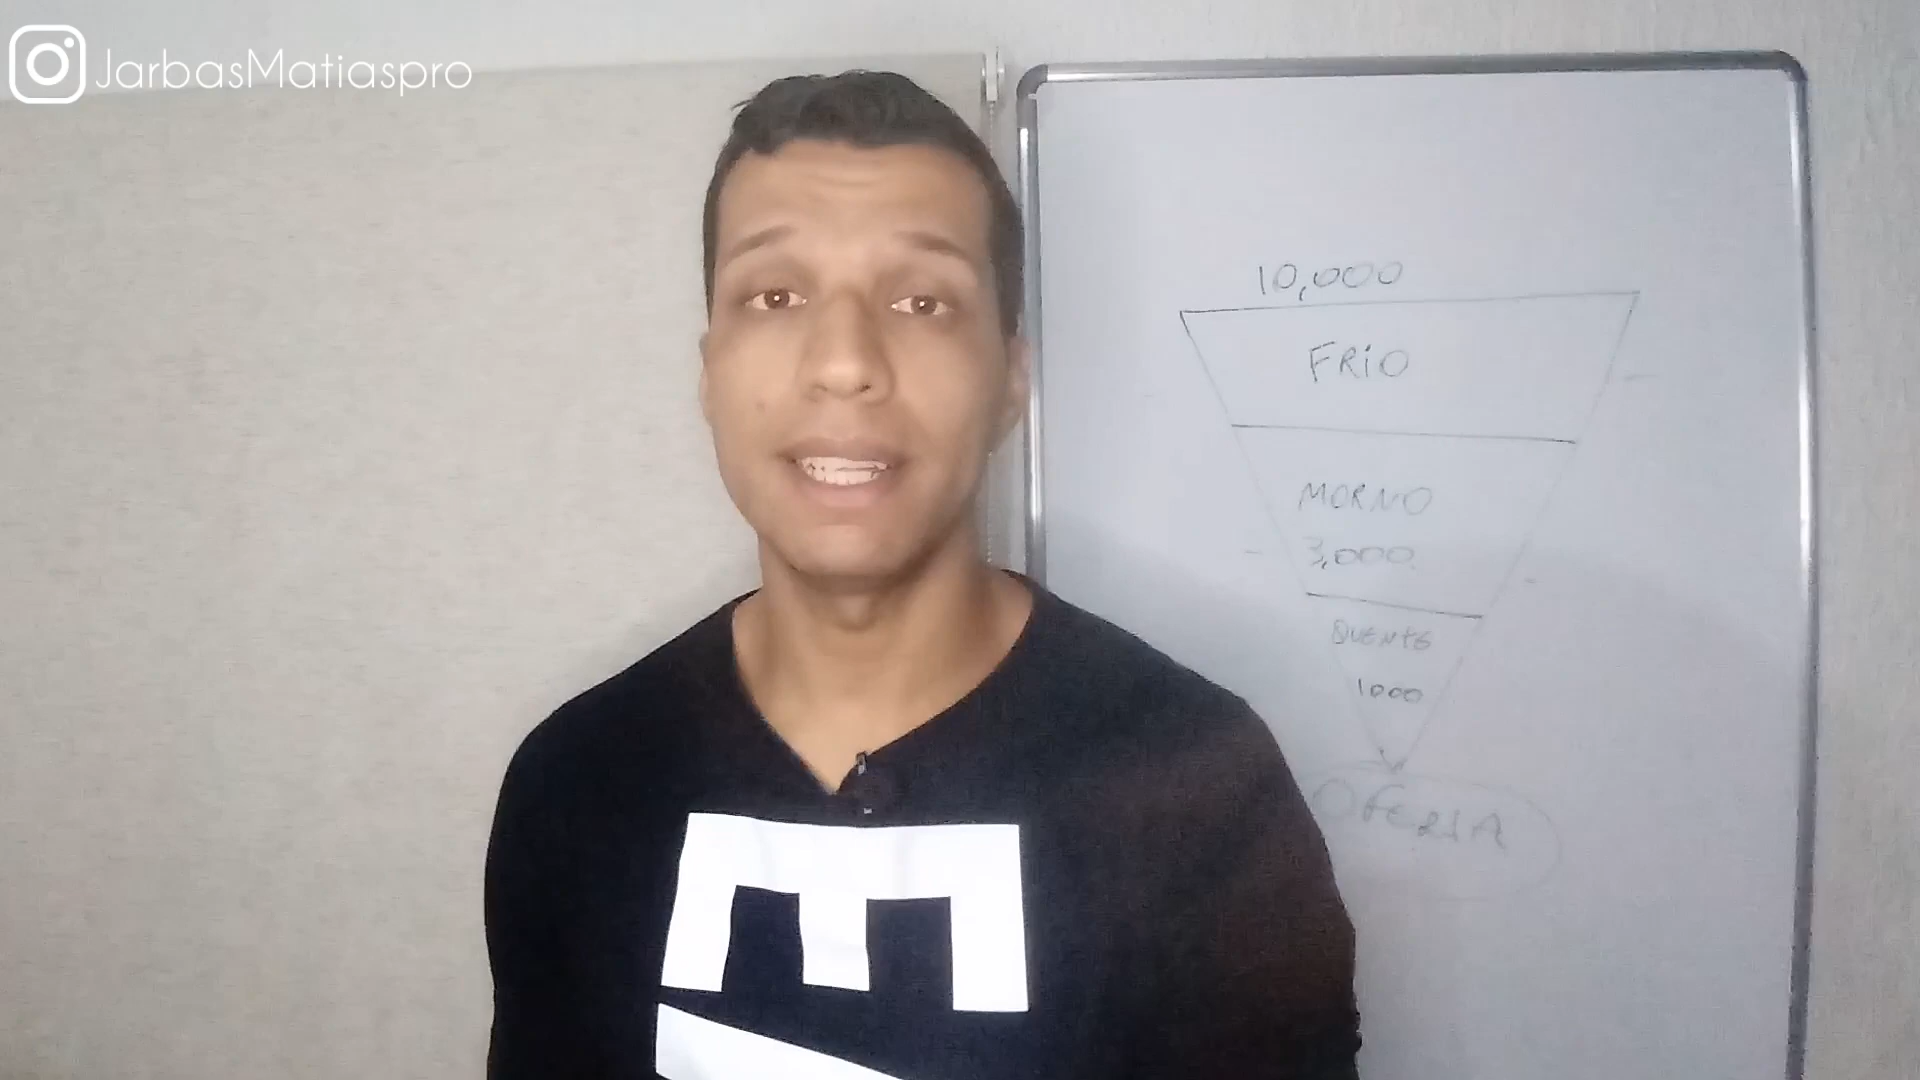 JarbasMatiaspro
10,000
FRIO
MORNO
3,000
QUENTE
1000
OFERTA